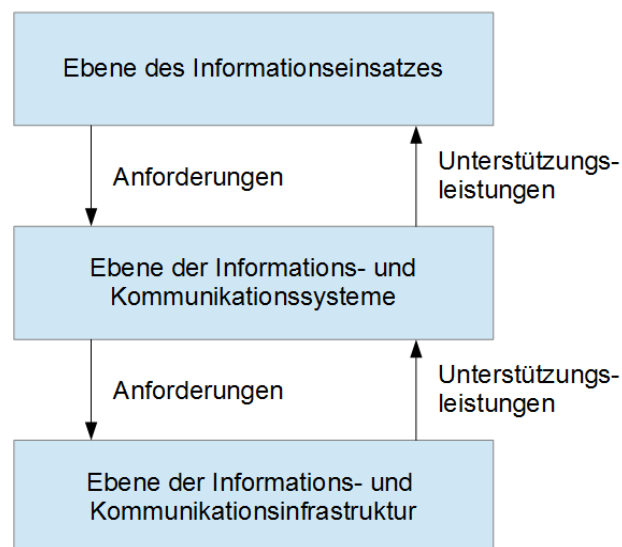 Ebene des Informationseinsatzes
Anforderungen
Unterstützungs-
leistungen
Ebene der Informations- und
Kommunikationssysteme
Anforderungen
Unterstützungs-
leistungen
Ebene der Informations- und
Kommunikationsinfrastruktur